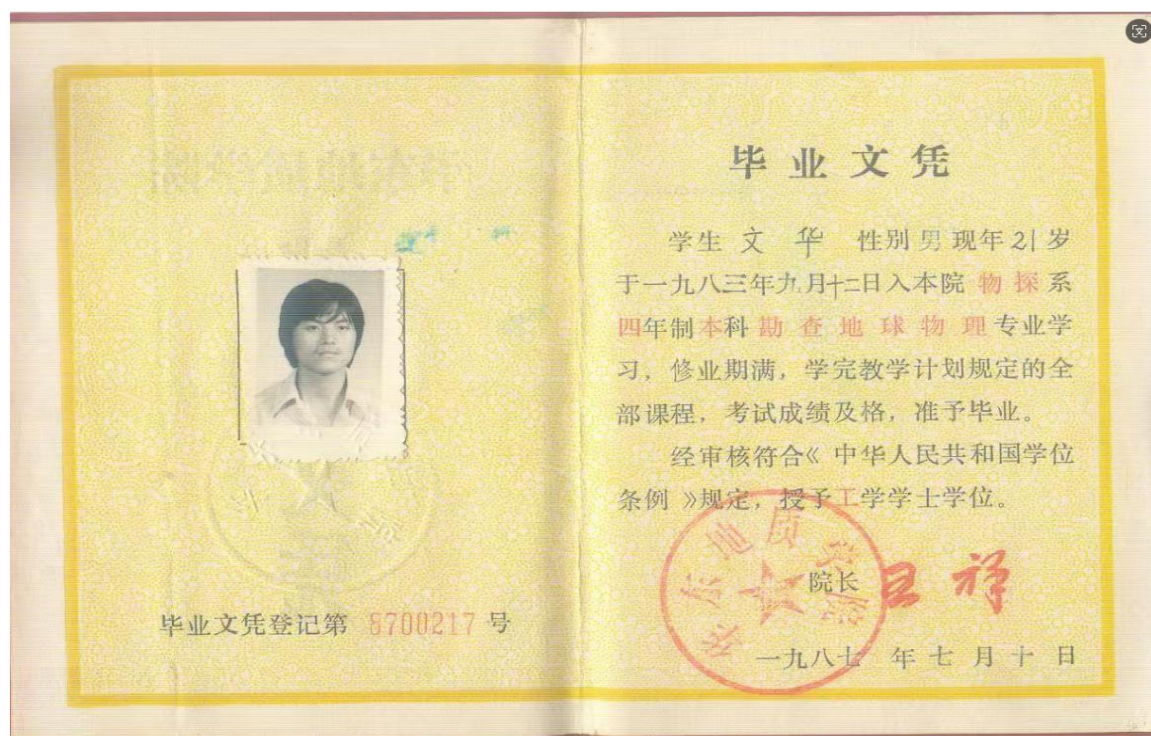 毕业文凭登记第 8700217 号
毕业文凭
学生 文 华 性别 男 现年 21 岁
于一九八三年九月十二日入本院 物探 系
四年制本科 勘查地球物理 专业学
习，修业期满，学完教学计划规定的全
部课程，考试成绩及格，准予毕业。
经审核符合《中华人民共和国学位
条例》规定，授予工学学士学位。
华东地质学院
院长
一九八七 年 七 月 十 日